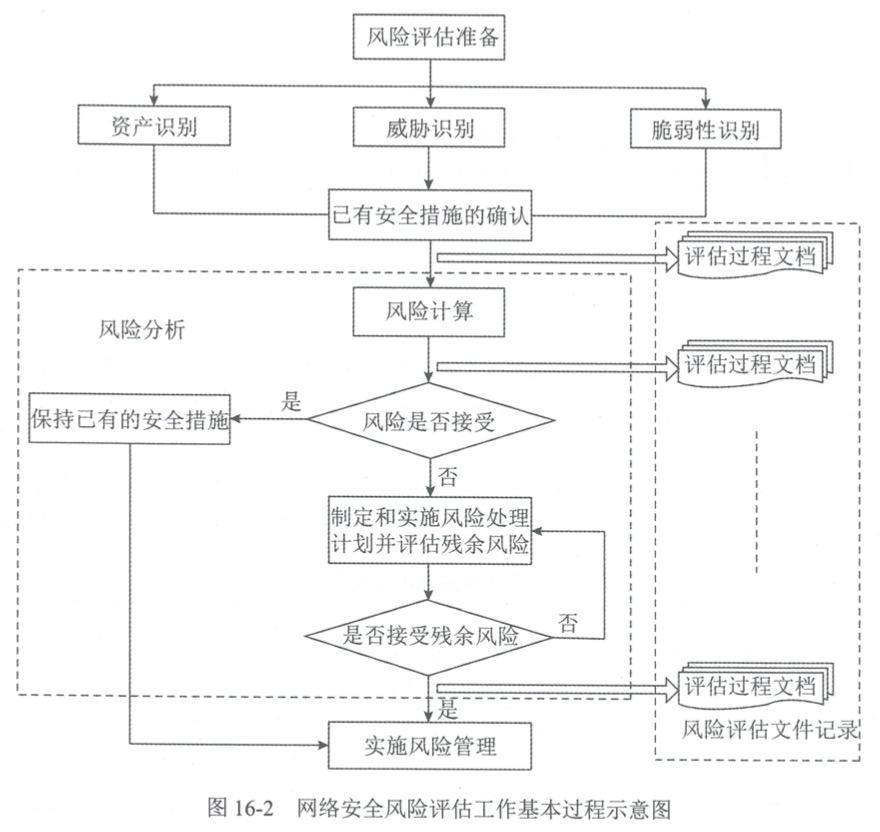 风险评估准备
资产识别
威胁识别
脆弱性识别
已有安全措施的确认
评估过程文档
风险计算
风险分析
评估过程文档
保持已有的安全措施
是
风险是否接受
否
制定和实施风险处理
计划并评估残余风险
是否接受残余风险
否
评估过程文档
是
风险评估文件记录
实施风险管理
图 16-2 网络安全风险评估工作基本过程示意图